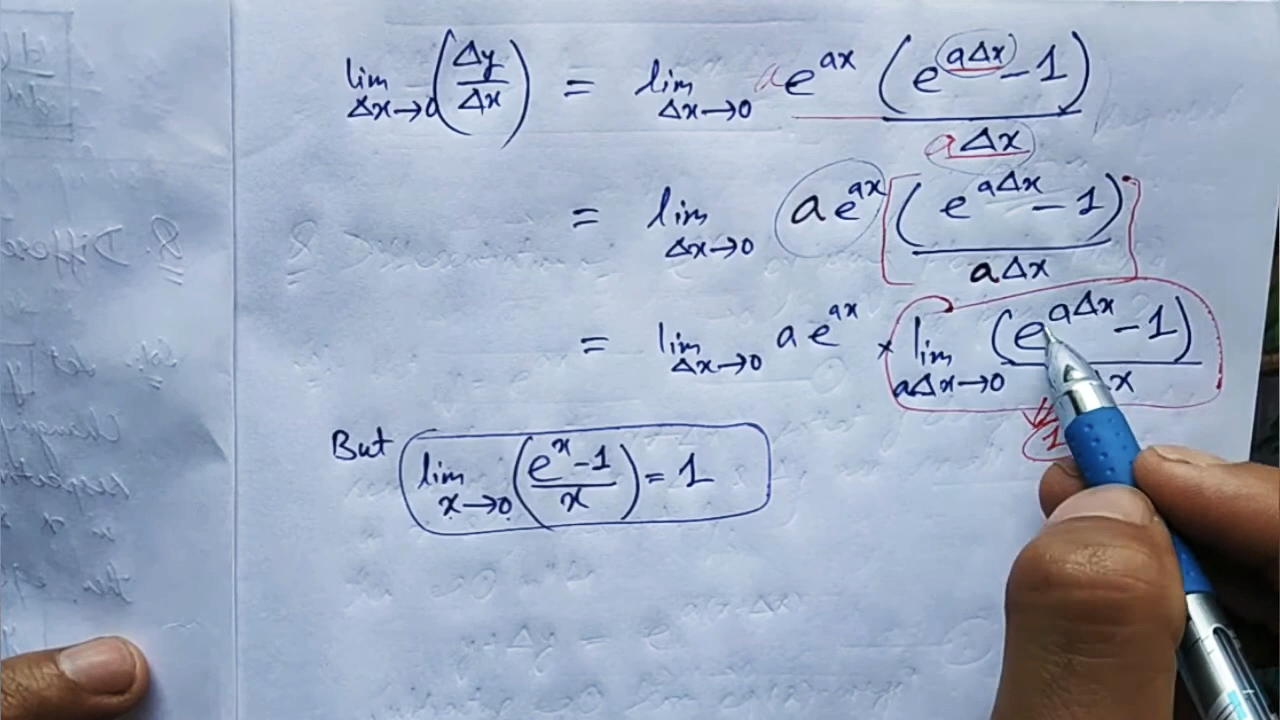 lim Δx→0 (Δy/Δx) = lim Δx→0 a e^{ax} (e^{aΔx} - 1) / aΔx
= lim Δx→0 a e^{ax} [(e^{aΔx} - 1) / aΔx]
= lim Δx→0 a e^{ax} × lim aΔx→0 (e^{aΔx} - 1) / Δx
1
But lim x→0 ((e^x - 1)/x) = 1